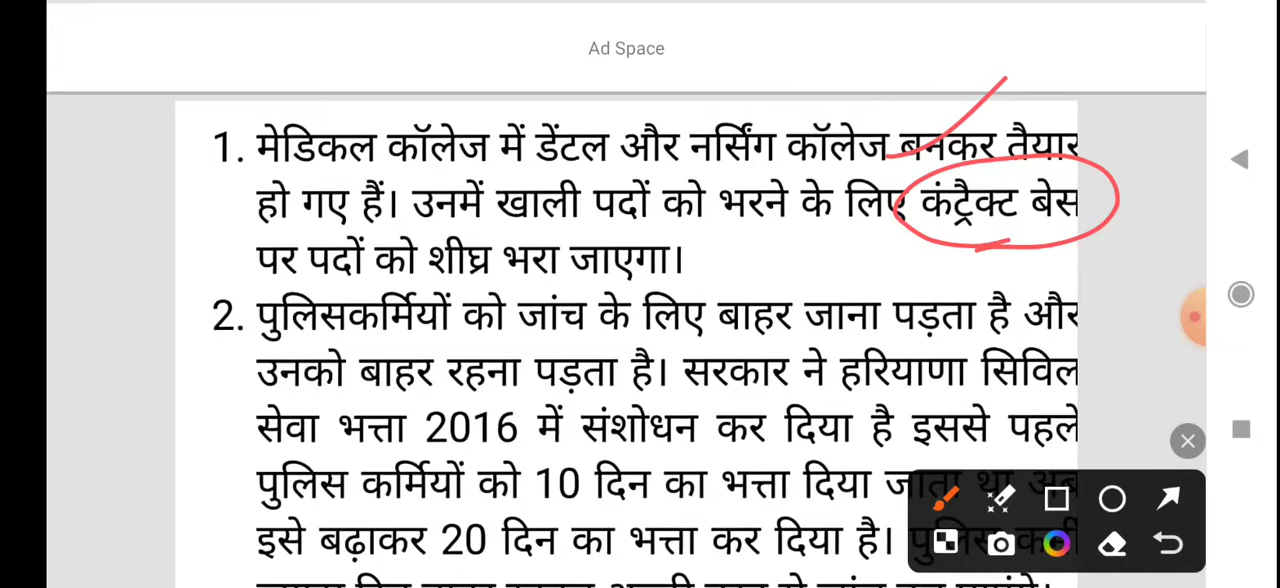 Ad Space
1. मेडिकल कॉलेज में डेंटल और नर्सिंग कॉलेज बनकर तैयार
हो गए हैं। उनमें खाली पदों को भरने के लिए कंट्रैक्ट बेस
पर पदों को शीघ्र भरा जाएगा।
2. पुलिसकर्मियों को जांच के लिए बाहर जाना पड़ता है और
उनको बाहर रहना पड़ता है। सरकार ने हरियाणा सिविल
सेवा भत्ता 2016 में संशोधन कर दिया है इससे पहले
पुलिस कर्मियों को 10 दिन का भत्ता दिया जाता था अब
इसे बढ़ाकर 20 दिन का भत्ता कर दिया है। पुलिस कर्मी